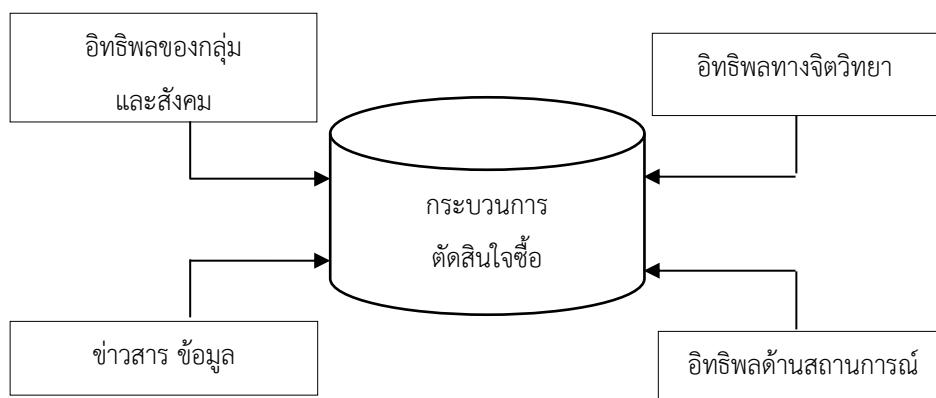 อิทธิพลของกลุ่ม
และสังคม
อิทธิพลทางจิตวิทยา
กระบวนการ
ตัดสินใจซื้อ
ข่าวสาร ข้อมูล
อิทธิพลด้านสถานการณ์